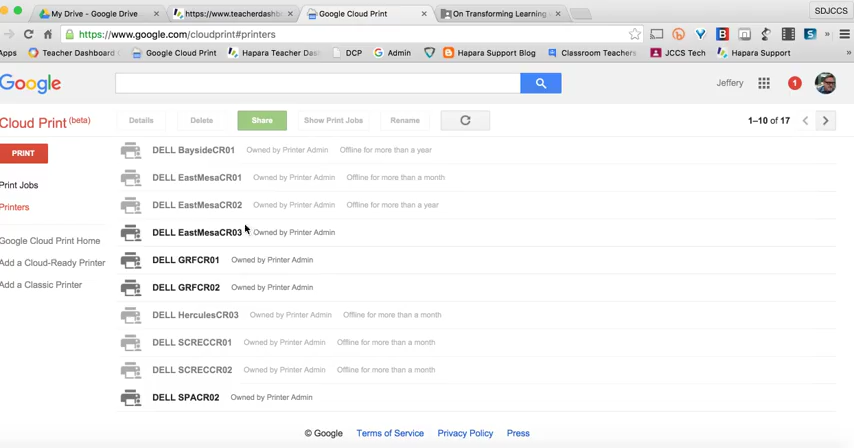 My Drive - Google Drive
https://www.teacherdashb
Google Cloud Print
On Transforming Learning
SDJCCS
https://www.google.com/cloudprint#printers
Apps
Teacher Dashboard
Google Cloud Print
Hapara Teacher Das
DCP
Admin
Hapara Support Blog
Classroom Teachers
JCCS Tech
Hapara Support
»
Google
Jeffery
1
Cloud Print (beta)
Details
Delete
Share
Show Print Jobs
Rename
1–10 of 17
PRINT
Print Jobs
Printers
Google Cloud Print Home
Add a Cloud-Ready Printer
Add a Classic Printer
DELL BaysideCR01 Owned by Printer Admin Offline for more than a year
DELL EastMesaCR01 Owned by Printer Admin Offline for more than a month
DELL EastMesaCR02 Owned by Printer Admin Offline for more than a year
DELL EastMesaCR03 Owned by Printer Admin
DELL GRFCR01 Owned by Printer Admin
DELL GRFCR02 Owned by Printer Admin
DELL HerculesCR03 Owned by Printer Admin Offline for more than a month
DELL SCRECCR01 Owned by Printer Admin Offline for more than a month
DELL SCRECCR02 Owned by Printer Admin Offline for more than a month
DELL SPACR02 Owned by Printer Admin
© Google Terms of Service Privacy Policy Press